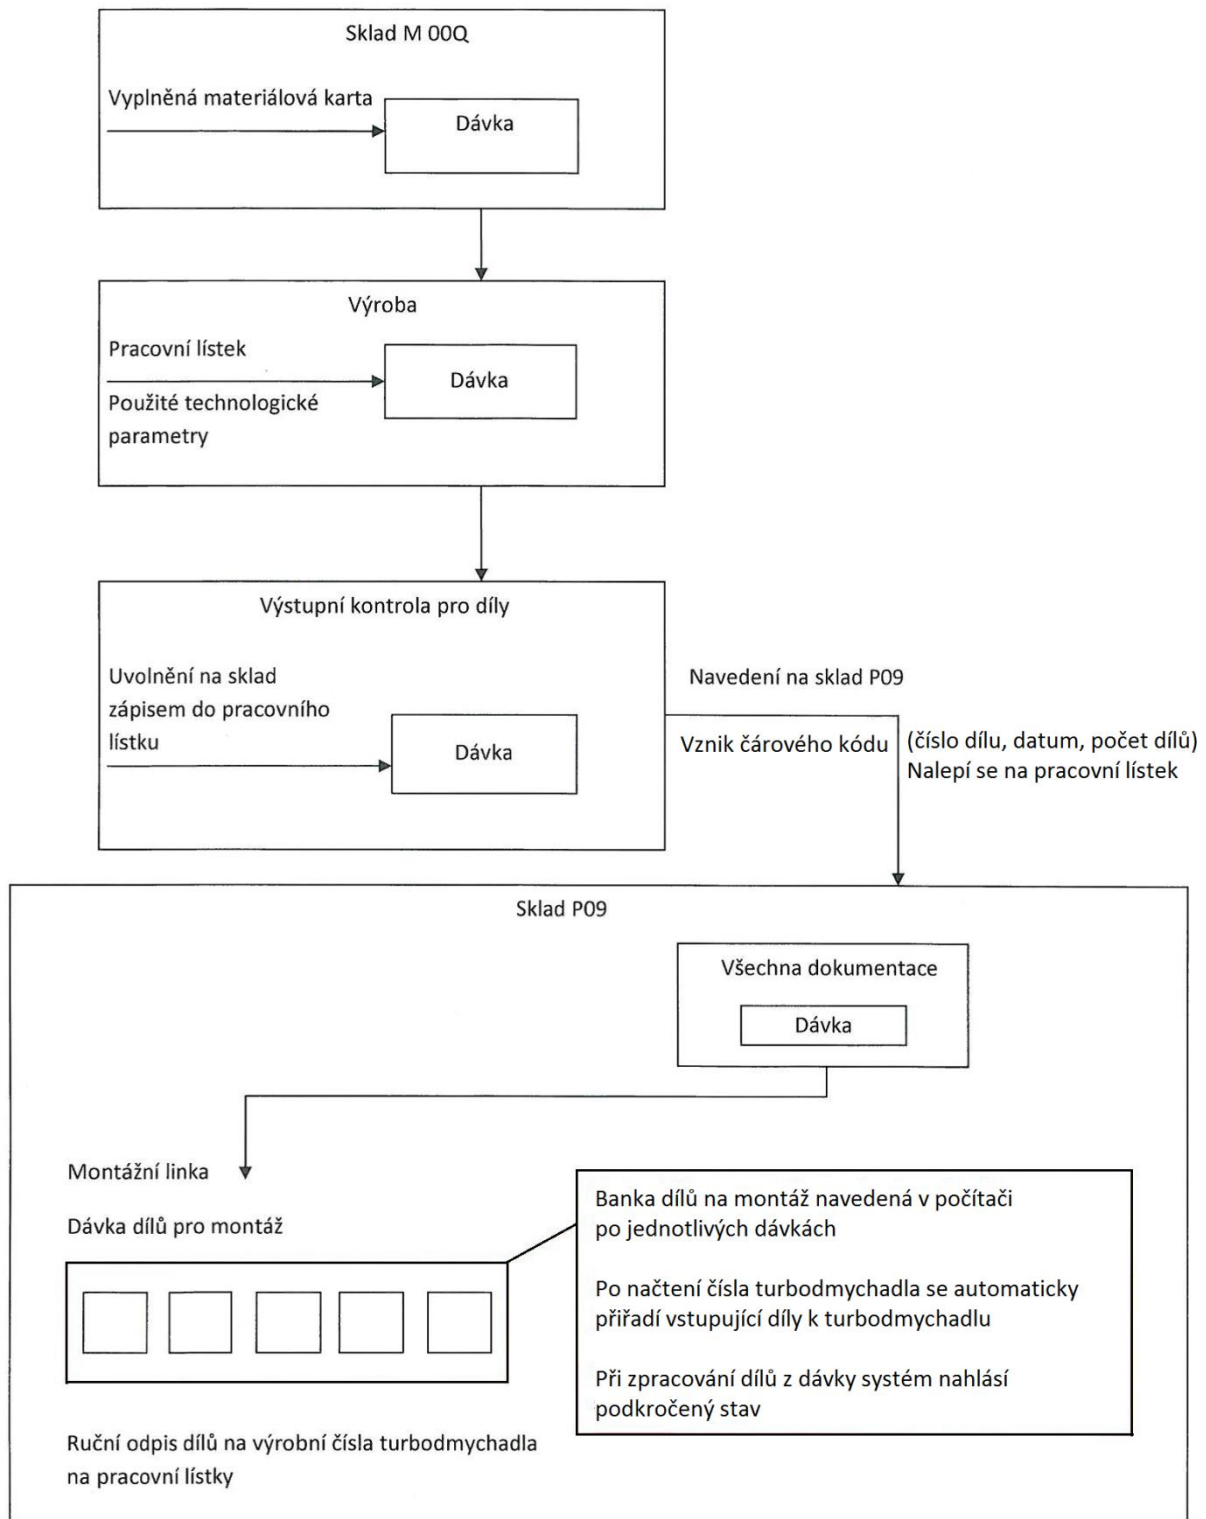 Sklad M 00Q
Vyplněná materiálová karta
Dávka
Výroba
Pracovní lístek
Dávka
Použité technologické
parametry
Výstupní kontrola pro díly
Uvolnění na sklad
zápisem do pracovního
lístku
Dávka
Navedení na sklad P09
Vznik čárového kódu
(číslo dílu, datum, počet dílů)
Nalepí se na pracovní lístek
Sklad P09
Všechna dokumentace
Dávka
Montážní linka
Dávka dílů pro montáž
Banka dílů na montáž navedená v počítači
po jednotlivých dávkách
Po načtení čísla turbodmychadla se automaticky
přiřadí vstupující díly k turbodmychadlu
Při zpracování dílů z dávky systém nahlásí
podkročený stav
Ruční odpis dílů na výrobní čísla turbodmychadla
na pracovní lístky